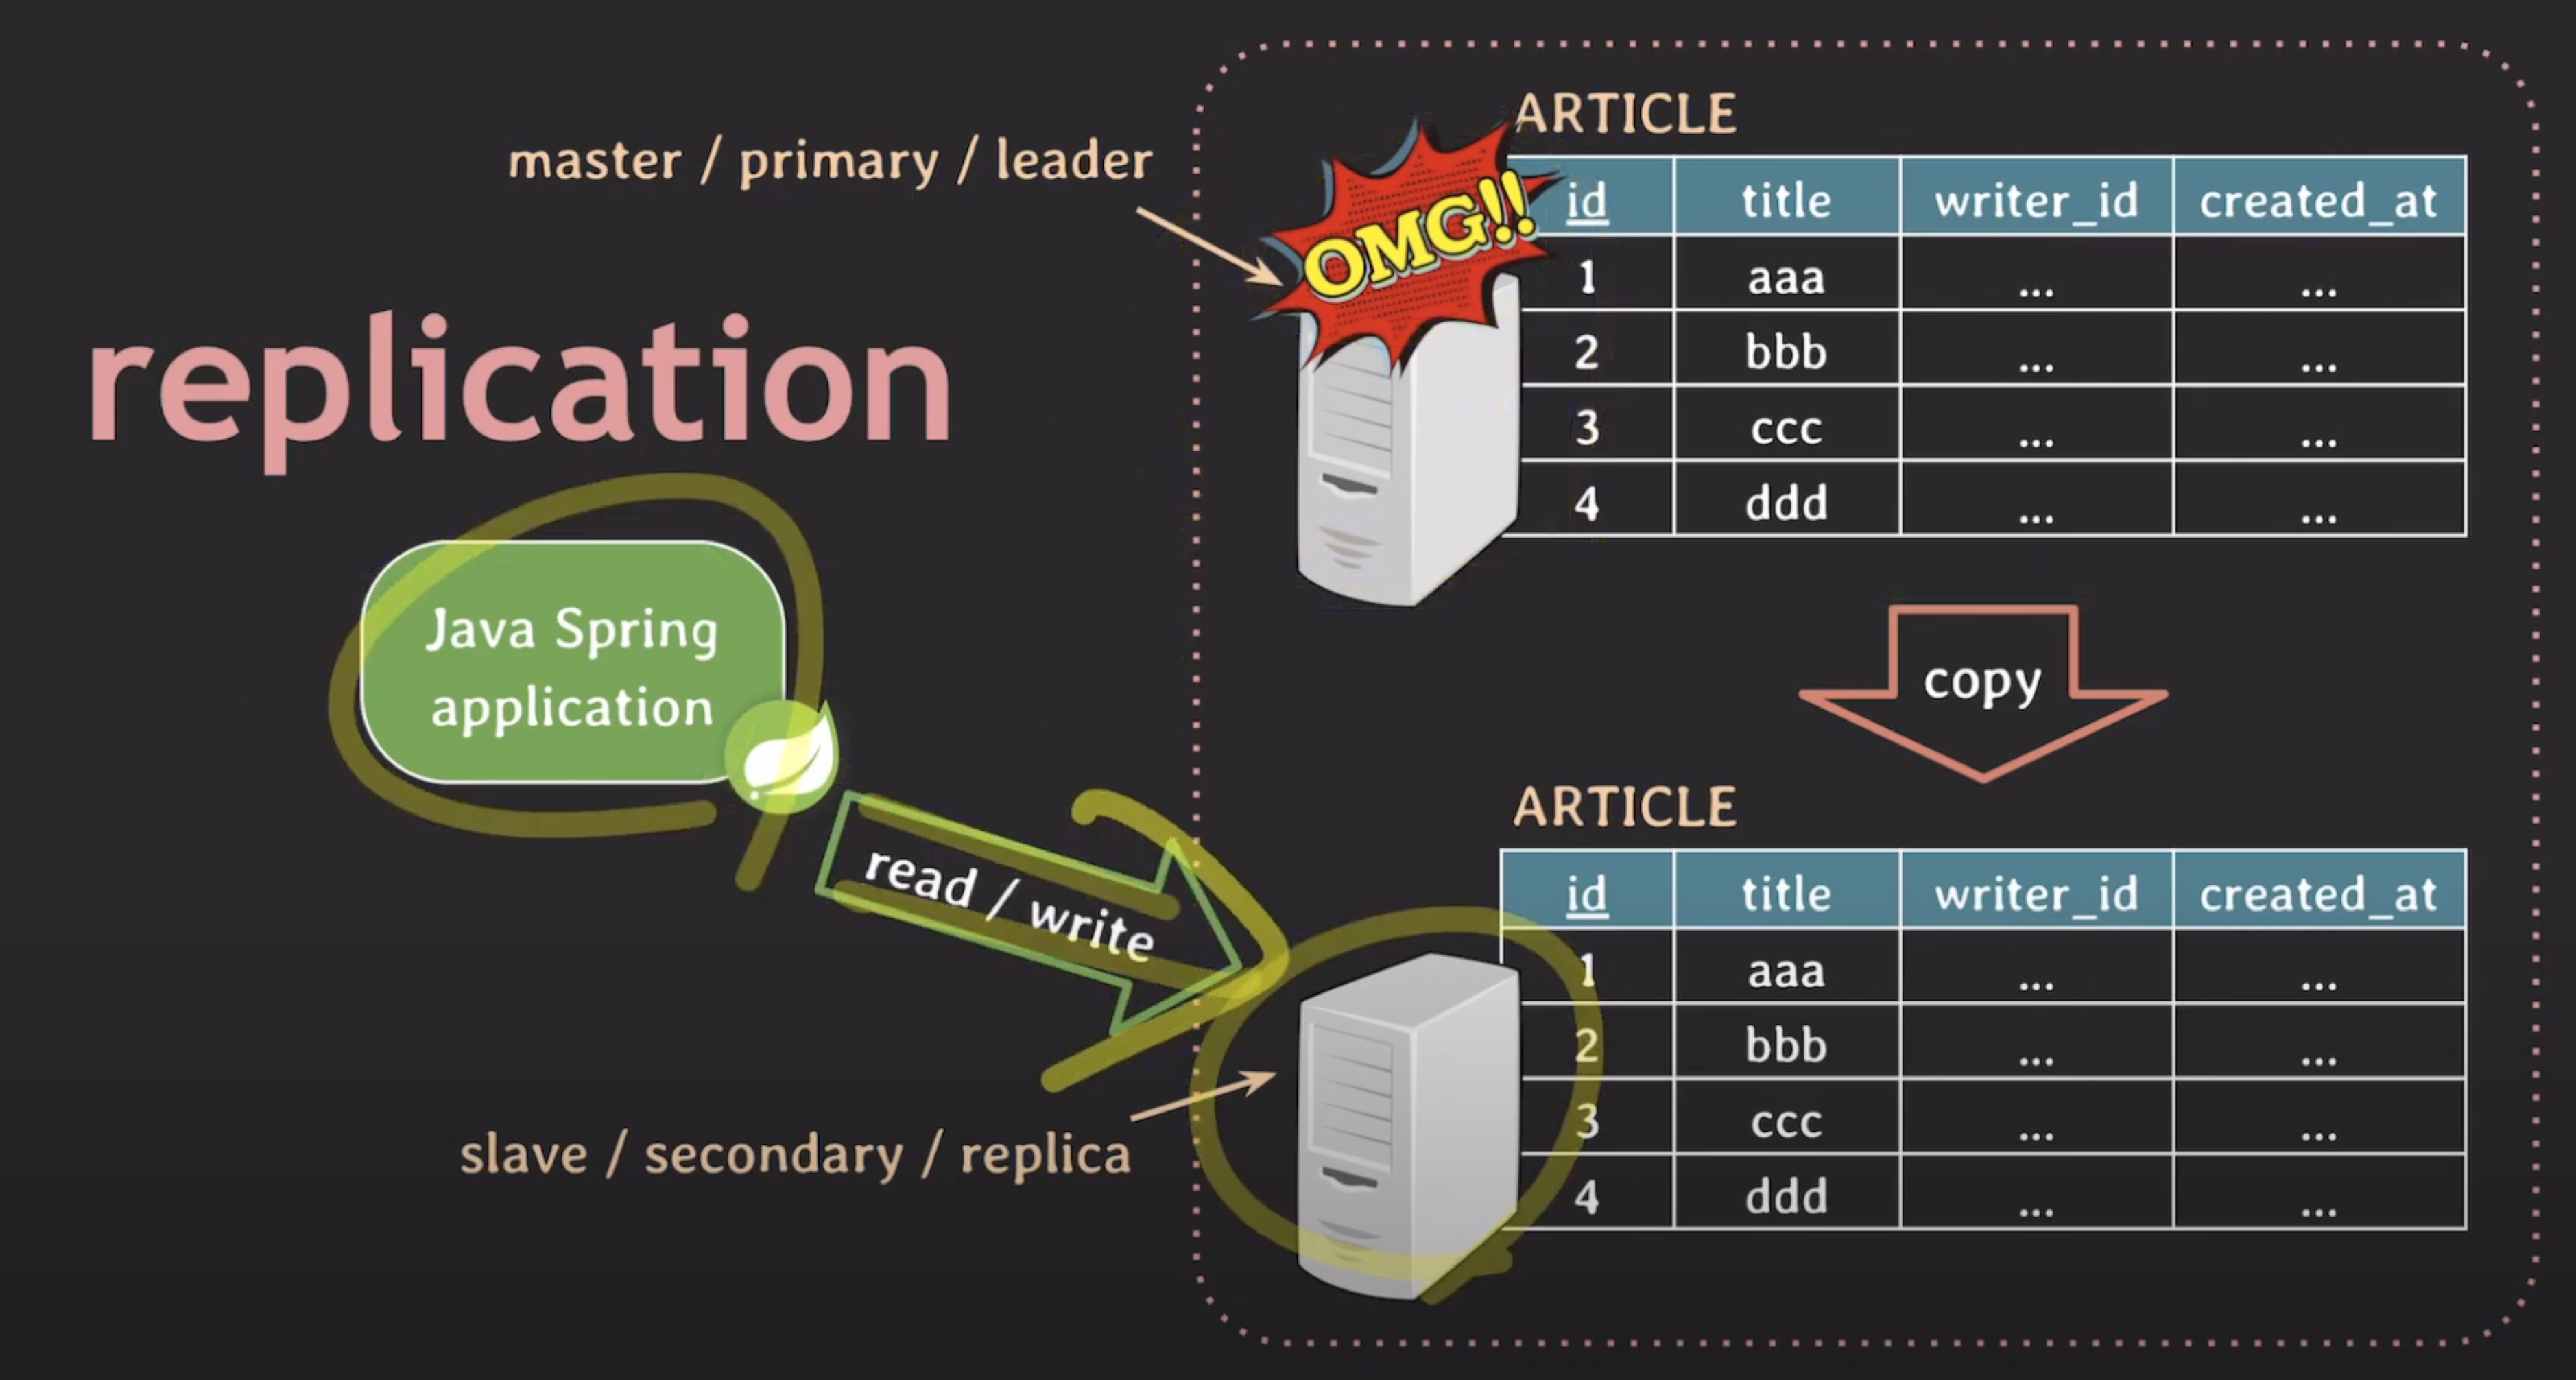 master / primary / leader
replication
Java Spring
application
read / write
slave / secondary / replica
OMG!!
ARTICLE
id title writer_id created_at
1 aaa ... ...
2 bbb ... ...
3 ccc ... ...
4 ddd ... ...
copy
ARTICLE
id title writer_id created_at
1 aaa ... ...
2 bbb ... ...
3 ccc ... ...
4 ddd ... ...